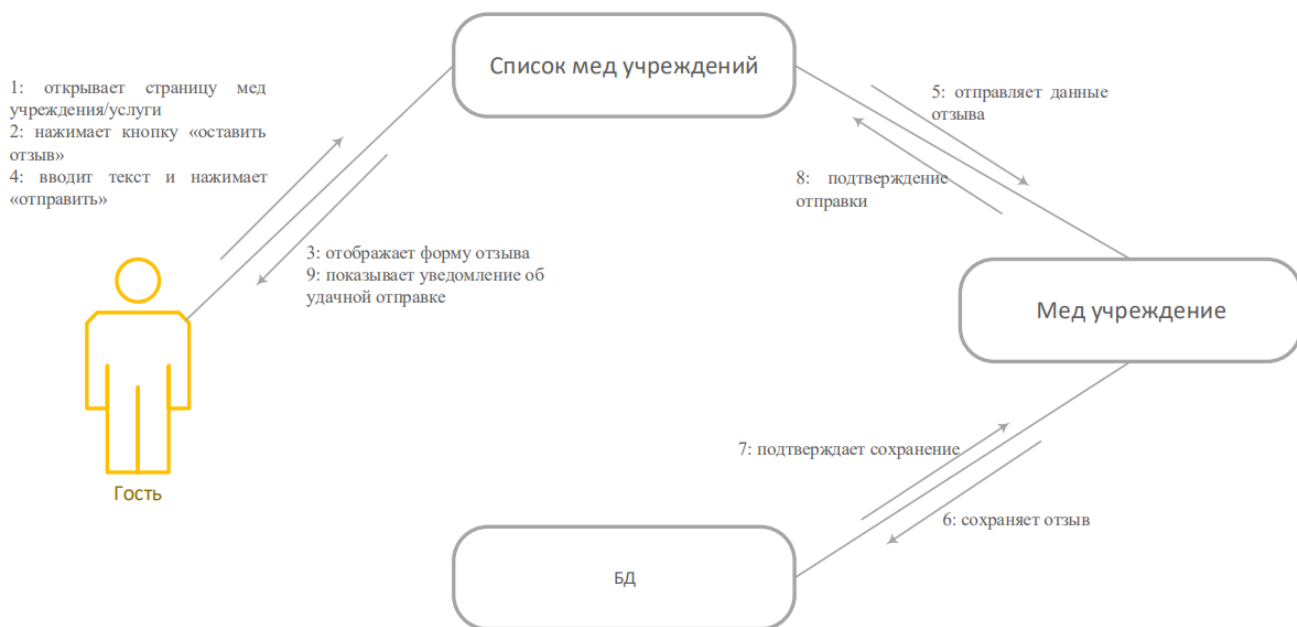 Список мед учреждений
1: открывает страницу мед
учреждения/услуги
2: нажимает кнопку «оставить
отзыв»
4: вводит текст и нажимает
«отправить»
5: отправляет данные
отзыва
8: подтверждение
отправки
3: отображает форму отзыва
9: показывает уведомление об
удачной отправке
Мед учреждение
Гость
7: подтверждает сохранение
6: сохраняет отзыв
БД